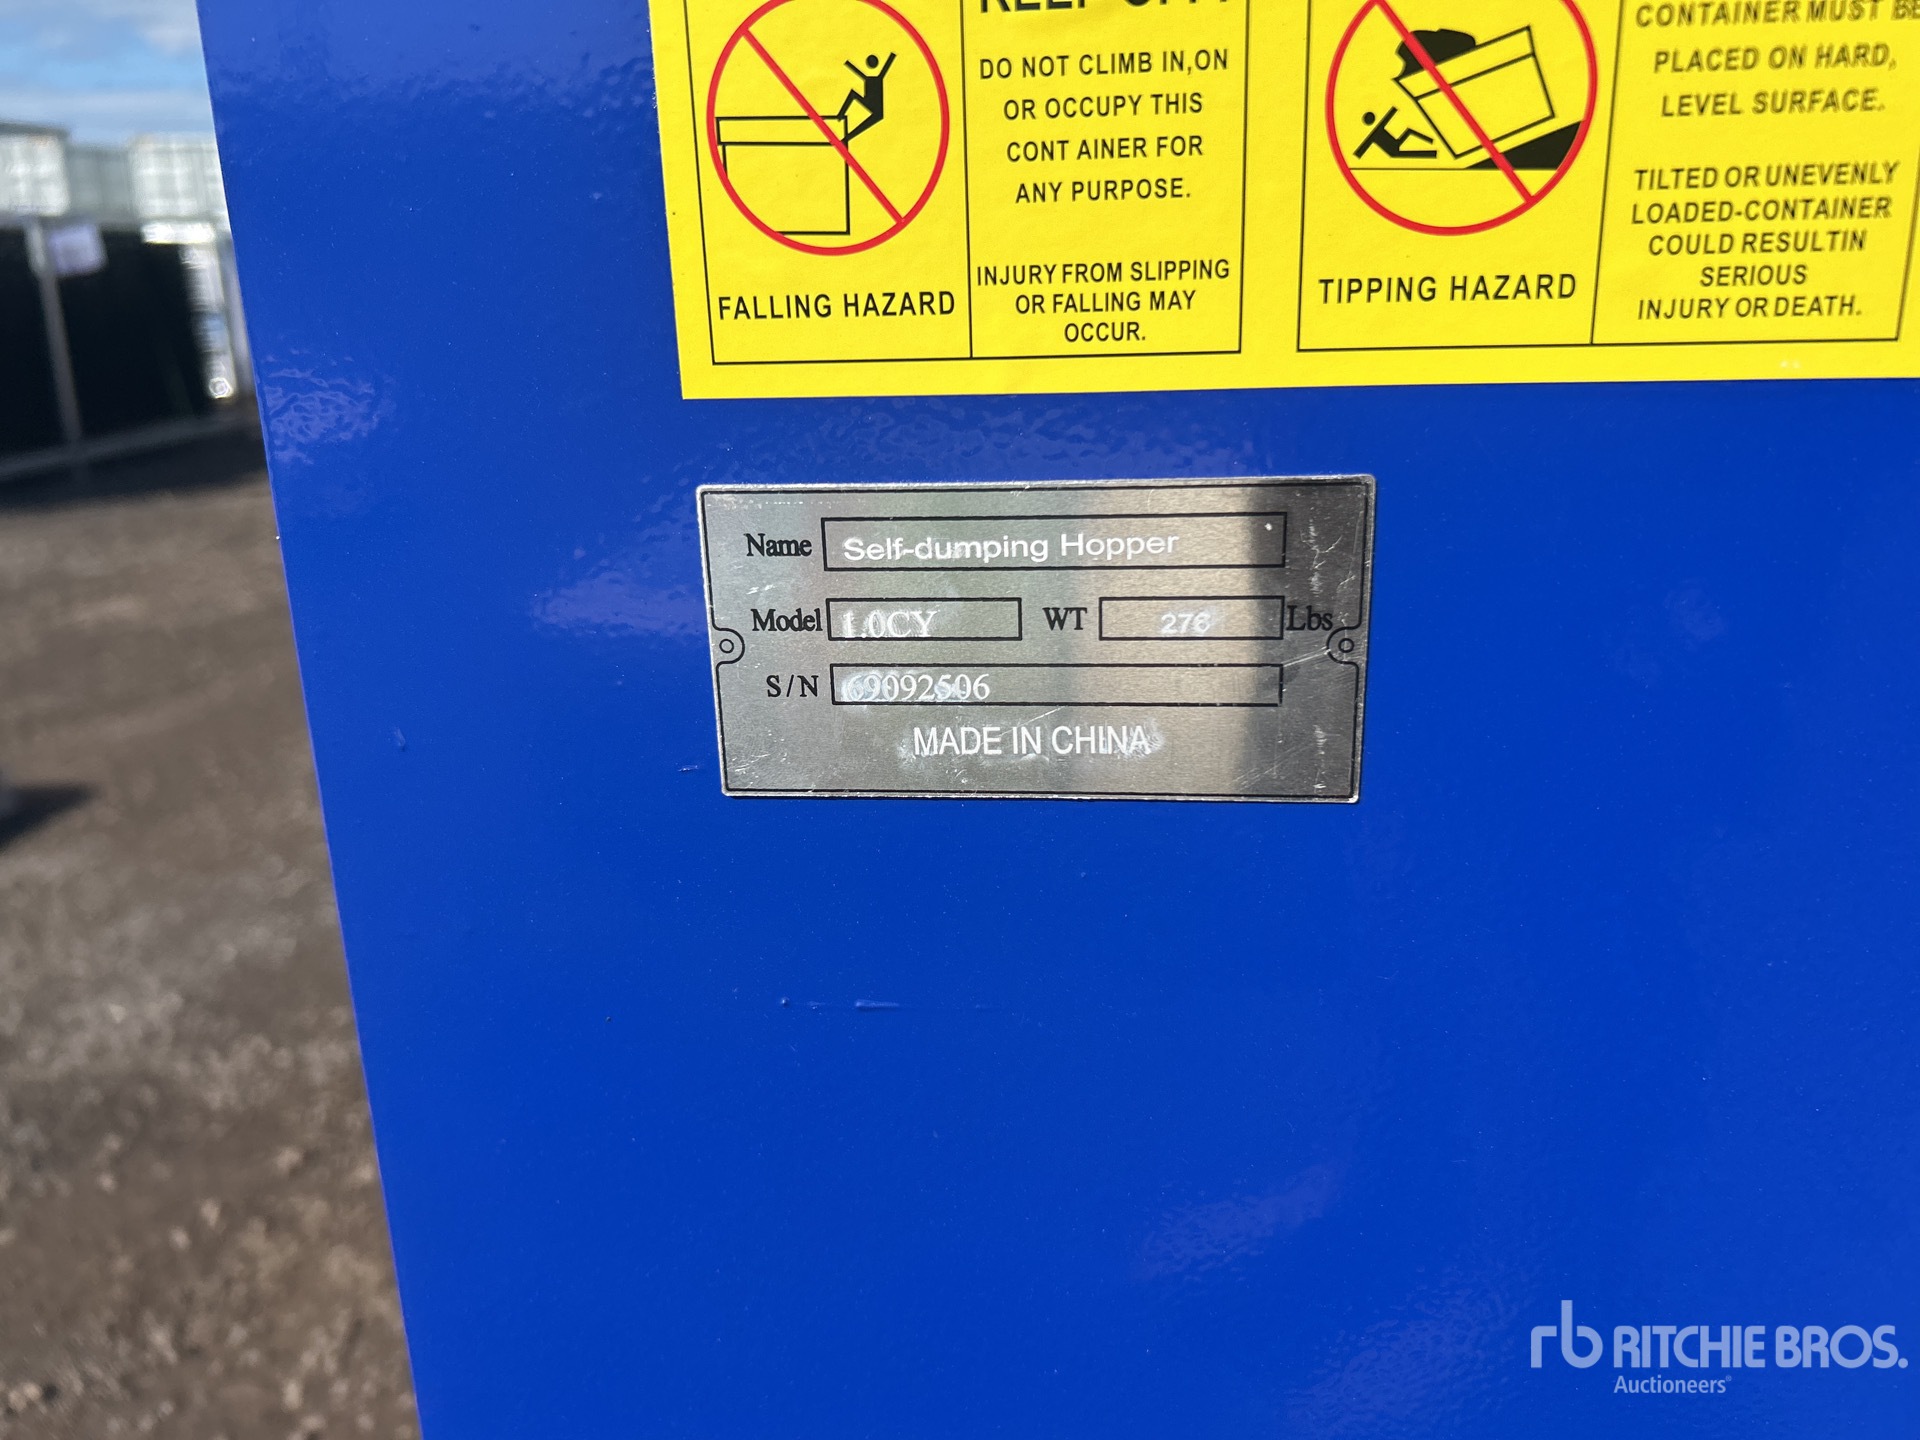 KEEP OFF!
DO NOT CLIMB IN,ON
OR OCCUPY THIS
CONT AINER FOR
ANY PURPOSE.
INJURY FROM SLIPPING
OR FALLING MAY
OCCUR.
FALLING HAZARD
CONTAINER MUST BE
PLACED ON HARD,
LEVEL SURFACE.
TILTED OR UNEVENLY
LOADED-CONTAINER
COULD RESULTIN
SERIOUS
INJURY OR DEATH.
TIPPING HAZARD
Name Self-dumping Hopper
Model 1.0CY WT 276 Lbs
S/N 69092506
MADE IN CHINA
rb RITCHIE BROS.
Auctioneers®